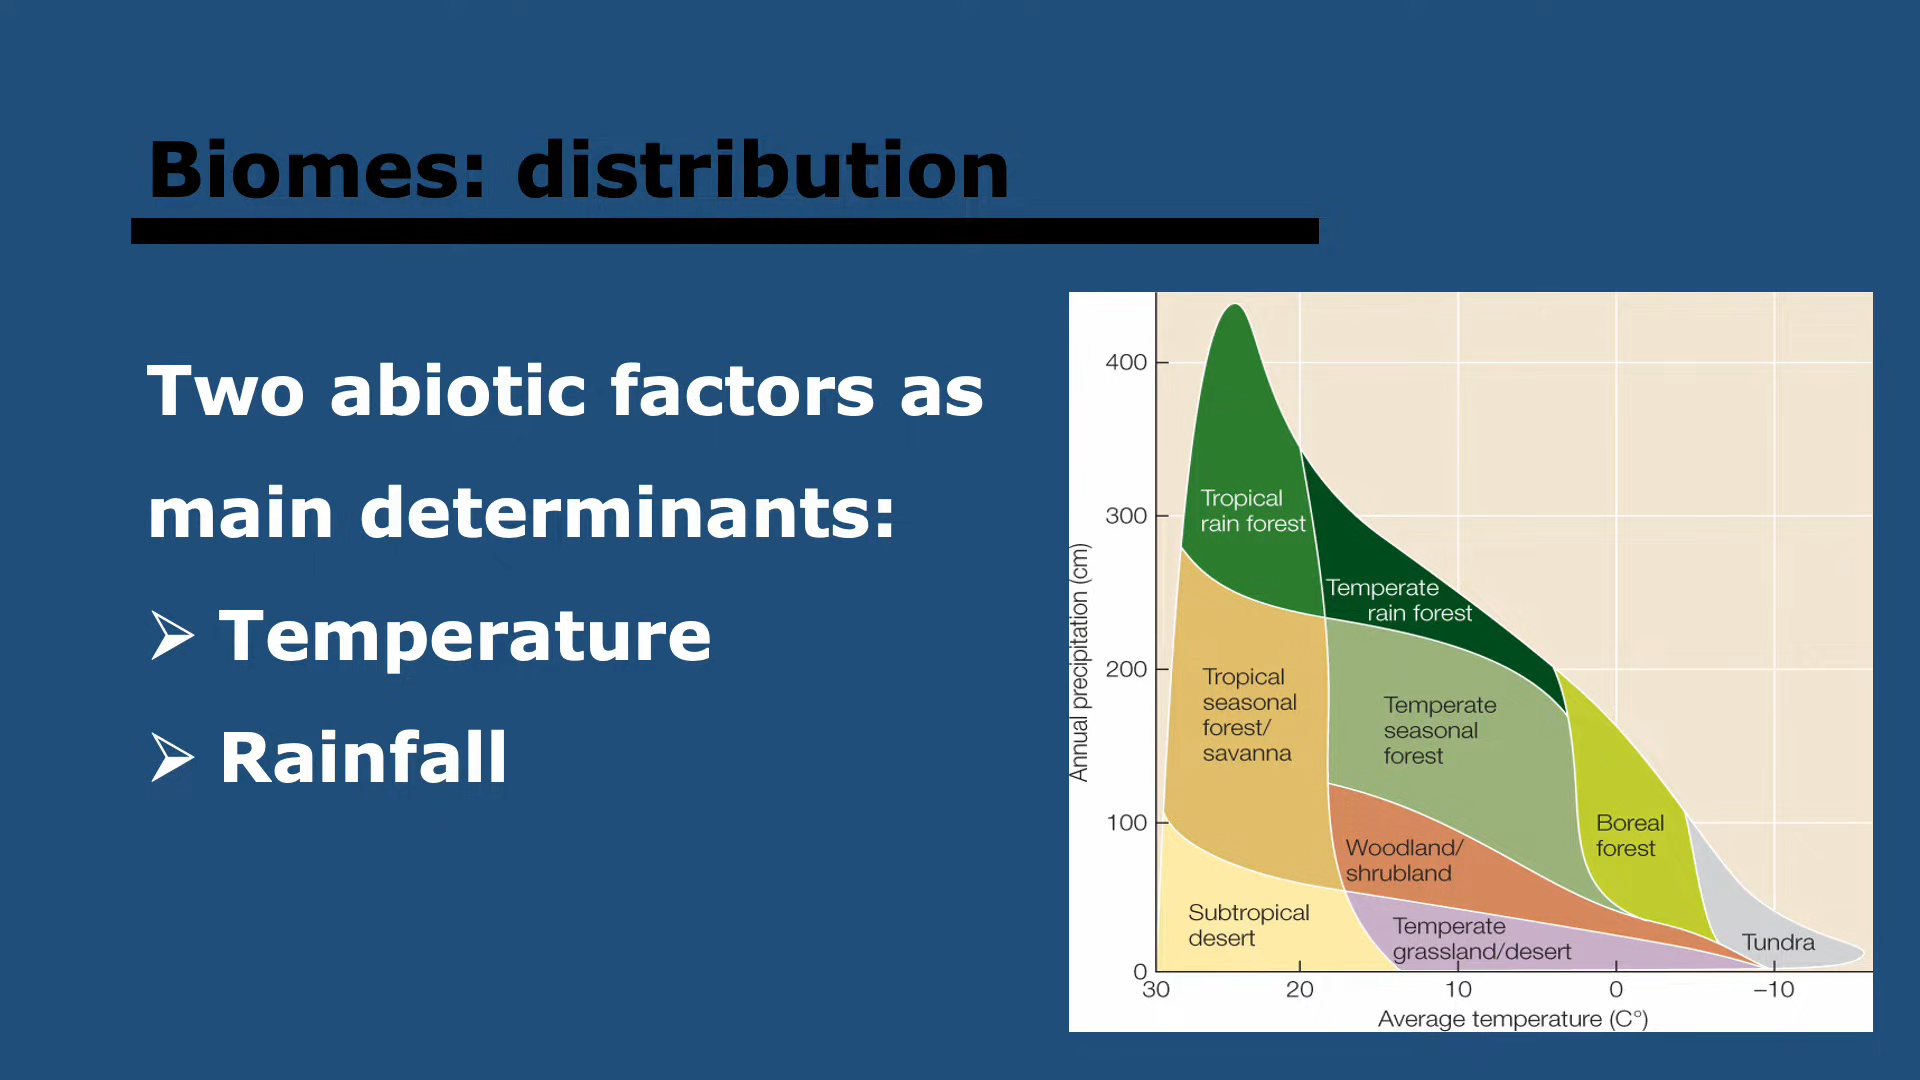 Biomes: distribution
Two abiotic factors as
main determinants:
➢ Temperature
➢ Rainfall
Annual precipitation (cm)
400
300
200
100
0
Tropical
rain forest
Temperate
rain forest
Tropical
seasonal
forest/
savanna
Temperate
seasonal
forest
Boreal
forest
Woodland/
shrubland
Subtropical
desert
Temperate
grassland/desert
Tundra
30 20 10 0 –10
Average temperature (C°)